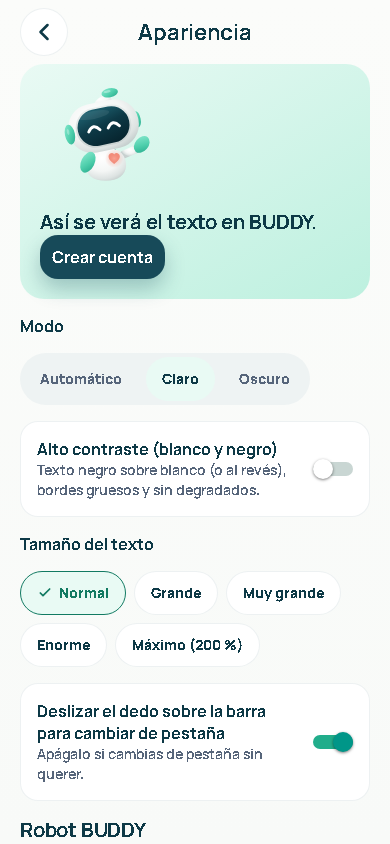 Apariencia
Así se verá el texto en BUDDY.
Crear cuenta
Modo
Automático
Claro
Oscuro
Alto contraste (blanco y negro)
Texto negro sobre blanco (o al revés),
bordes gruesos y sin degradados.
Tamaño del texto
Normal
Grande
Muy grande
Enorme
Máximo (200 %)
Deslizar el dedo sobre la barra
para cambiar de pestaña
Apágalo si cambias de pestaña sin
querer.
Robot BUDDY